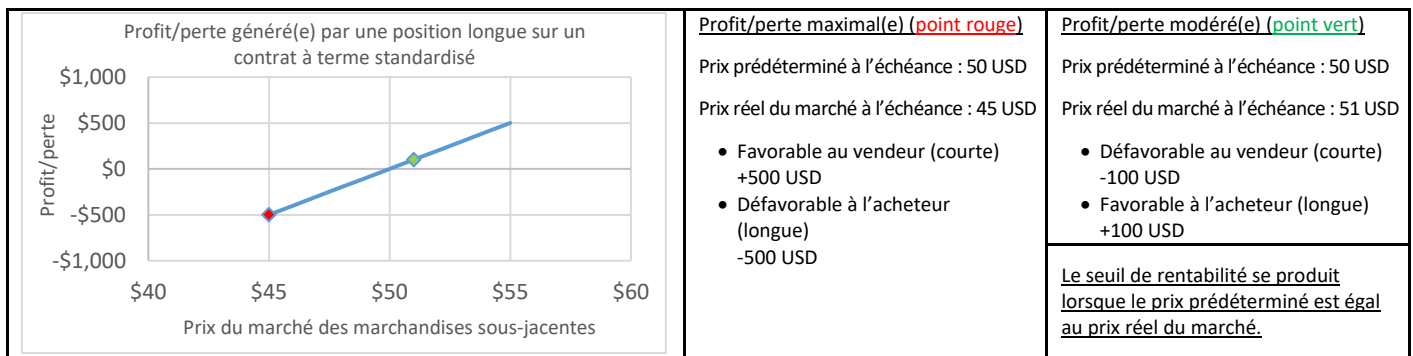 Profit/perte généré(e) par une position longue sur un
contrat à terme standardisé
$1,000
$500
$0
-$500
-$1,000
Profit/perte
$40 $45 $50 $55 $60
Prix du marché des marchandises sous-jacentes
Profit/perte maximal(e) (point rouge)
Prix prédéterminé à l'échéance : 50 USD
Prix réel du marché à l'échéance : 45 USD
• Favorable au vendeur (courte)
+500 USD
• Défavorable à l'acheteur
(longue)
-500 USD
Profit/perte modéré(e) (point vert)
Prix prédéterminé à l'échéance : 50 USD
Prix réel du marché à l'échéance : 51 USD
• Défavorable au vendeur (courte)
-100 USD
• Favorable à l'acheteur (longue)
+100 USD
Le seuil de rentabilité se produit
lorsque le prix prédéterminé est égal
au prix réel du marché.